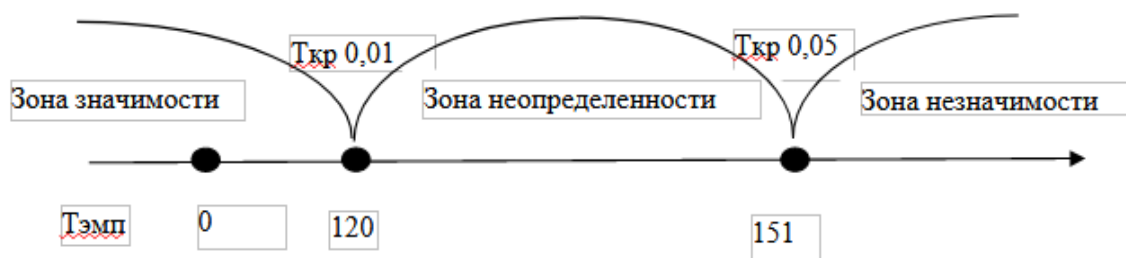 Ткр 0,01
Ткр 0,05
Зона значимости
Зона неопределенности
Зона незначимости
Тэмп
0
120
151